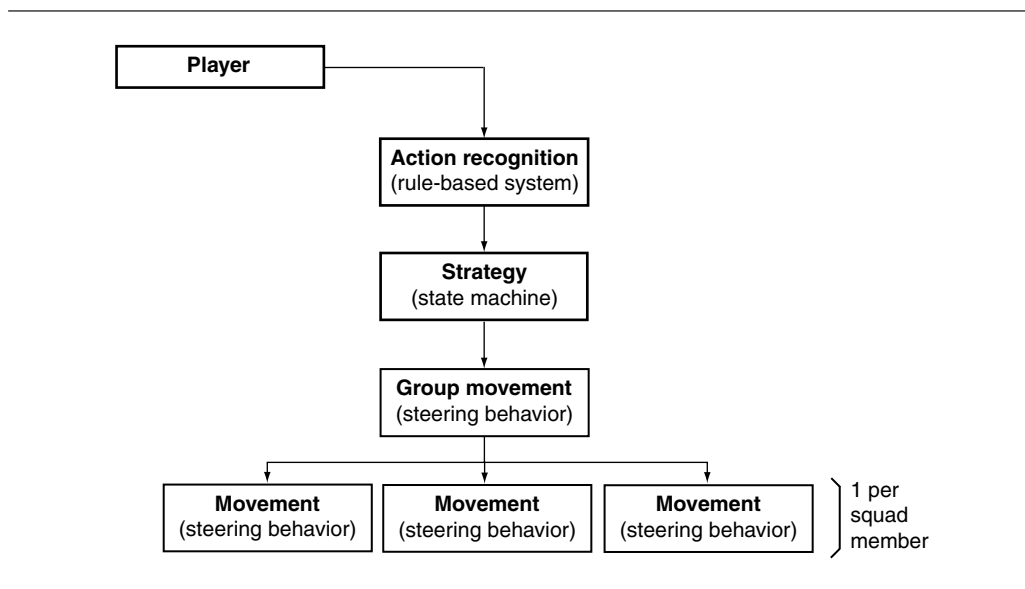 Player
Action recognition
(rule-based system)
Strategy
(state machine)
Group movement
(steering behavior)
Movement
(steering behavior)
Movement
(steering behavior)
Movement
(steering behavior)
1 per
squad
member